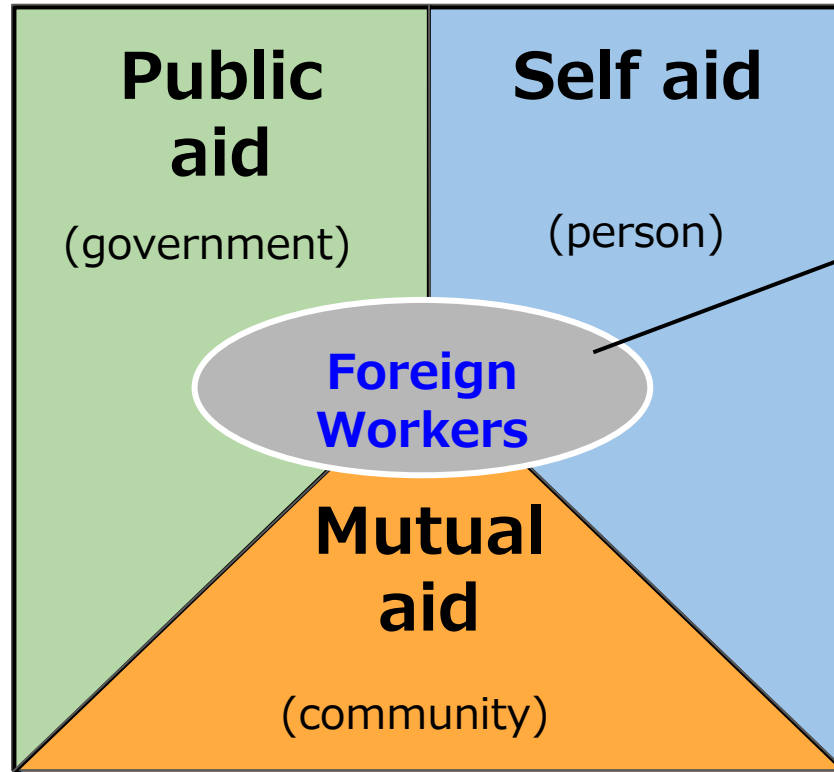 Public
aid
(government)
Self aid
(person)
Foreign
Workers
Mutual
aid
(community)